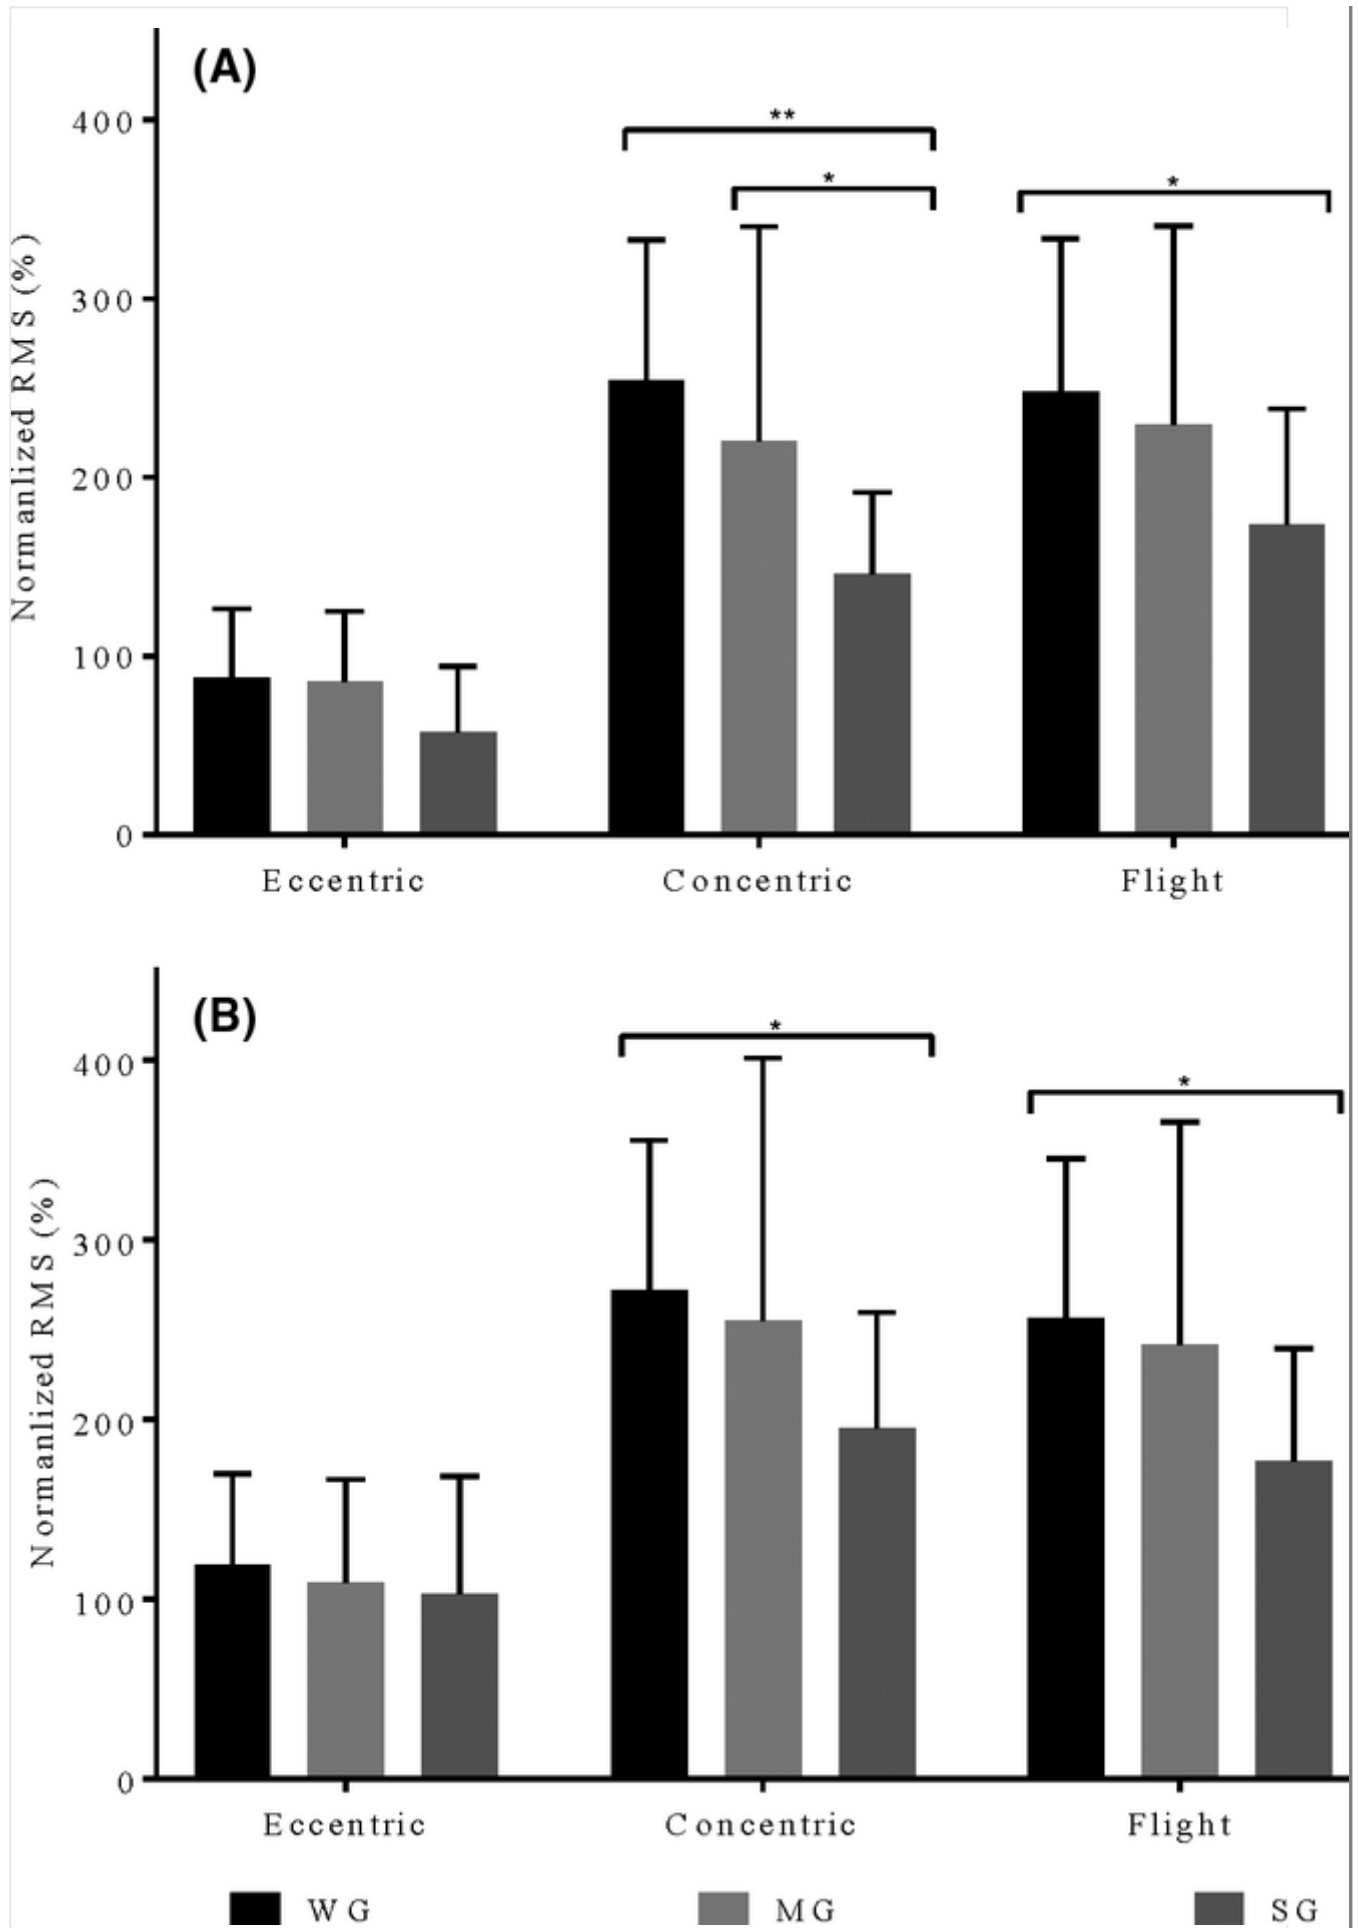 (A)
400
**
*
*
300
200
100
0
Normanlized RMS (%)
Eccentric Concentric Flight
(B)
*
400
*
300
200
100
0
Normanlized RMS (%)
Eccentric Concentric Flight
WG MG SG